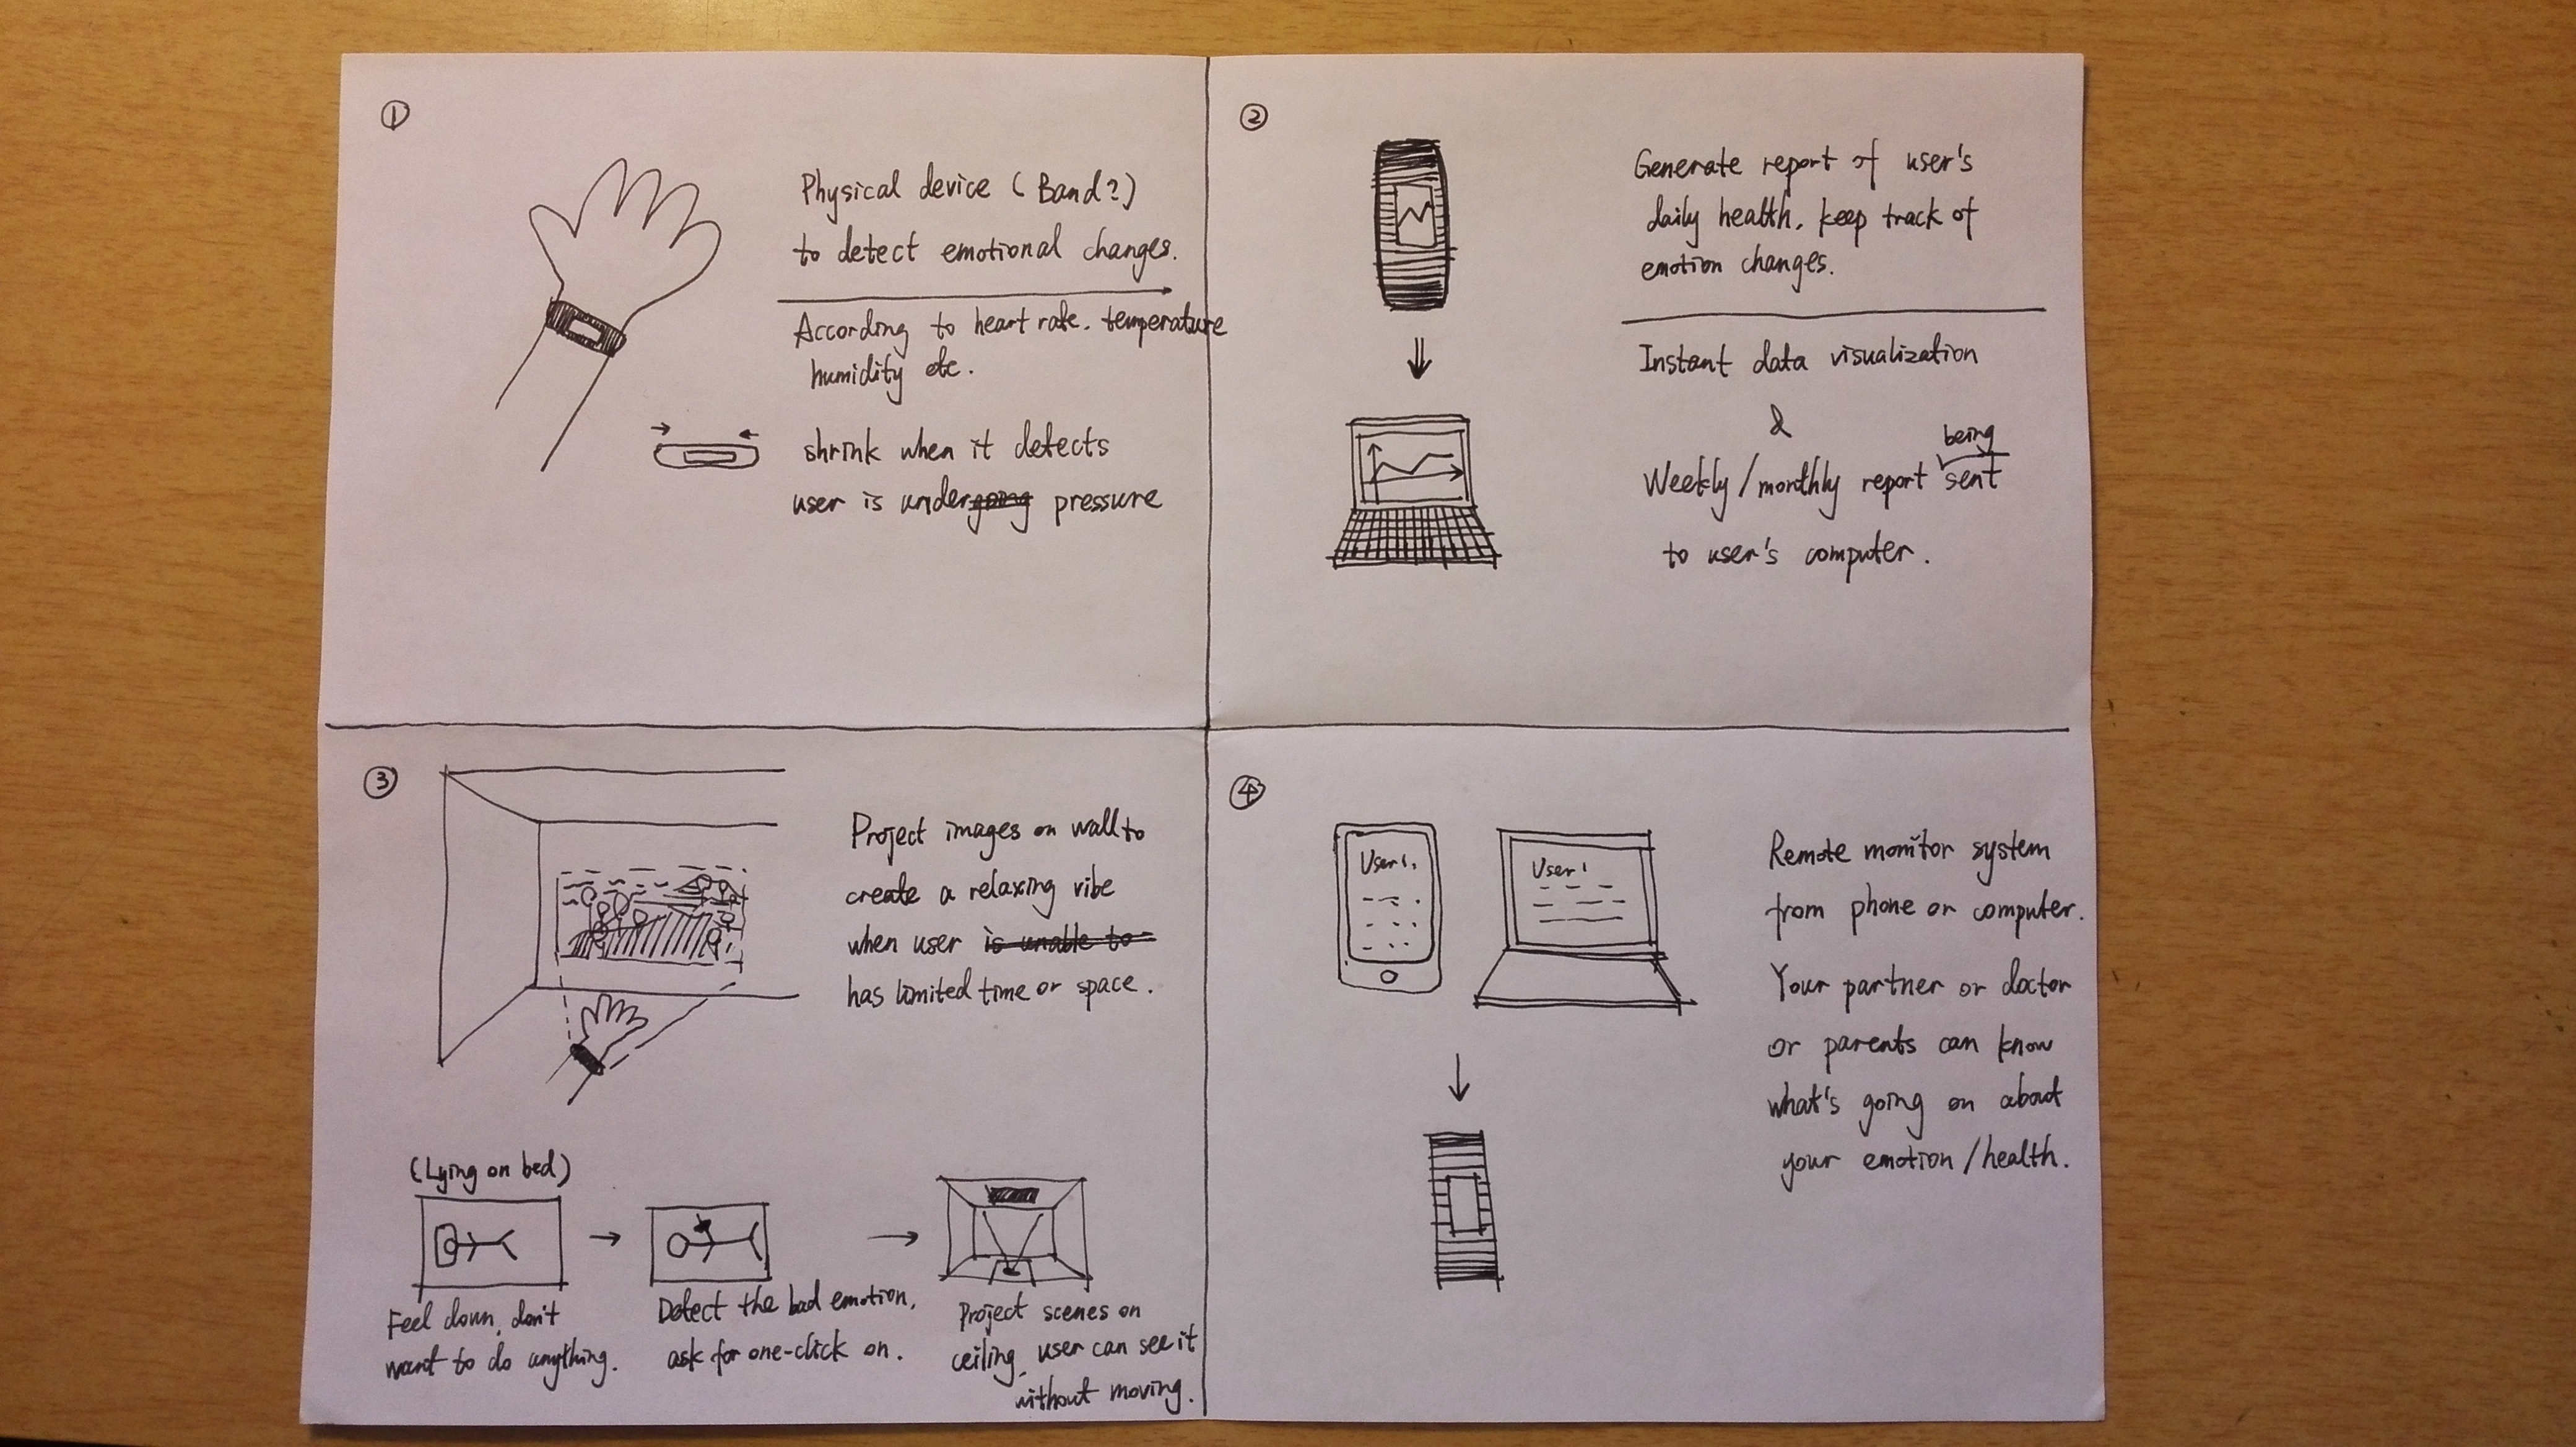 ①
Physical device (Band?)
to detect emotional changes.
According to heart rate. temperature
humidity etc.
shrink when it detects
user is undergoing pressure
②
Generate report of user's
daily health, keep track of
emotion changes.
Instant data visualization
&
being
Weekly/monthly report sent
to user's computer.
③
Project images on wall to
create a relaxing vibe
when user is unable to
has limited time or space.
(Lying on bed)
Feel down, don't
want to do anything.
Detect the bad emotion,
ask for one-click on.
Project scenes on
ceiling, user can see it
without moving.
④
User 1.
User 1
Remote monitor system
from phone or computer.
Your partner or doctor
or parents can know
what's going on about
your emotion/health.